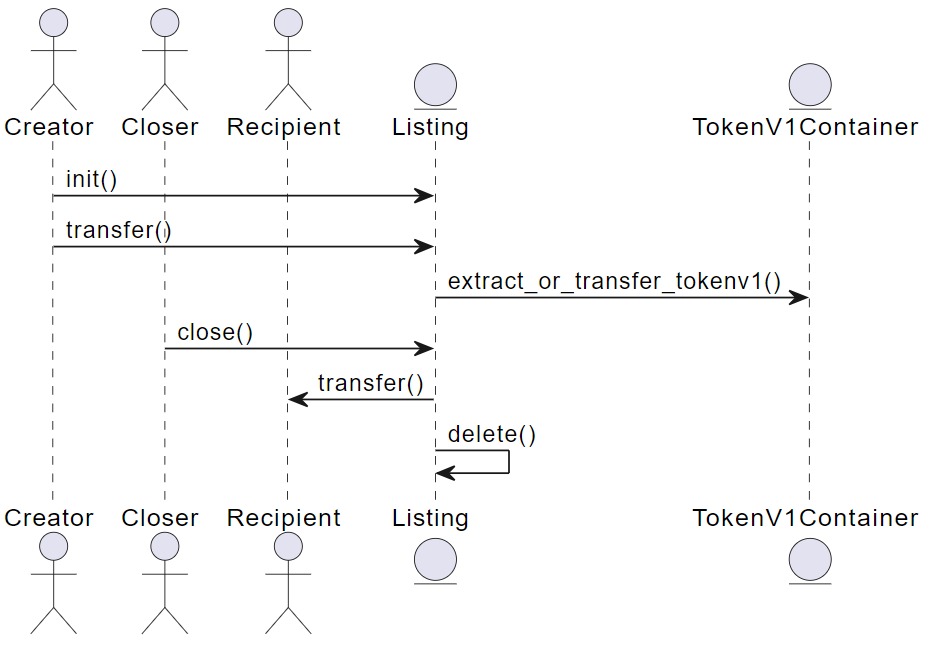 Creator Closer Recipient Listing TokenV1Container
init()
transfer()
extract_or_transfer_tokenv1()
close()
transfer()
delete()
Creator Closer Recipient Listing TokenV1Container